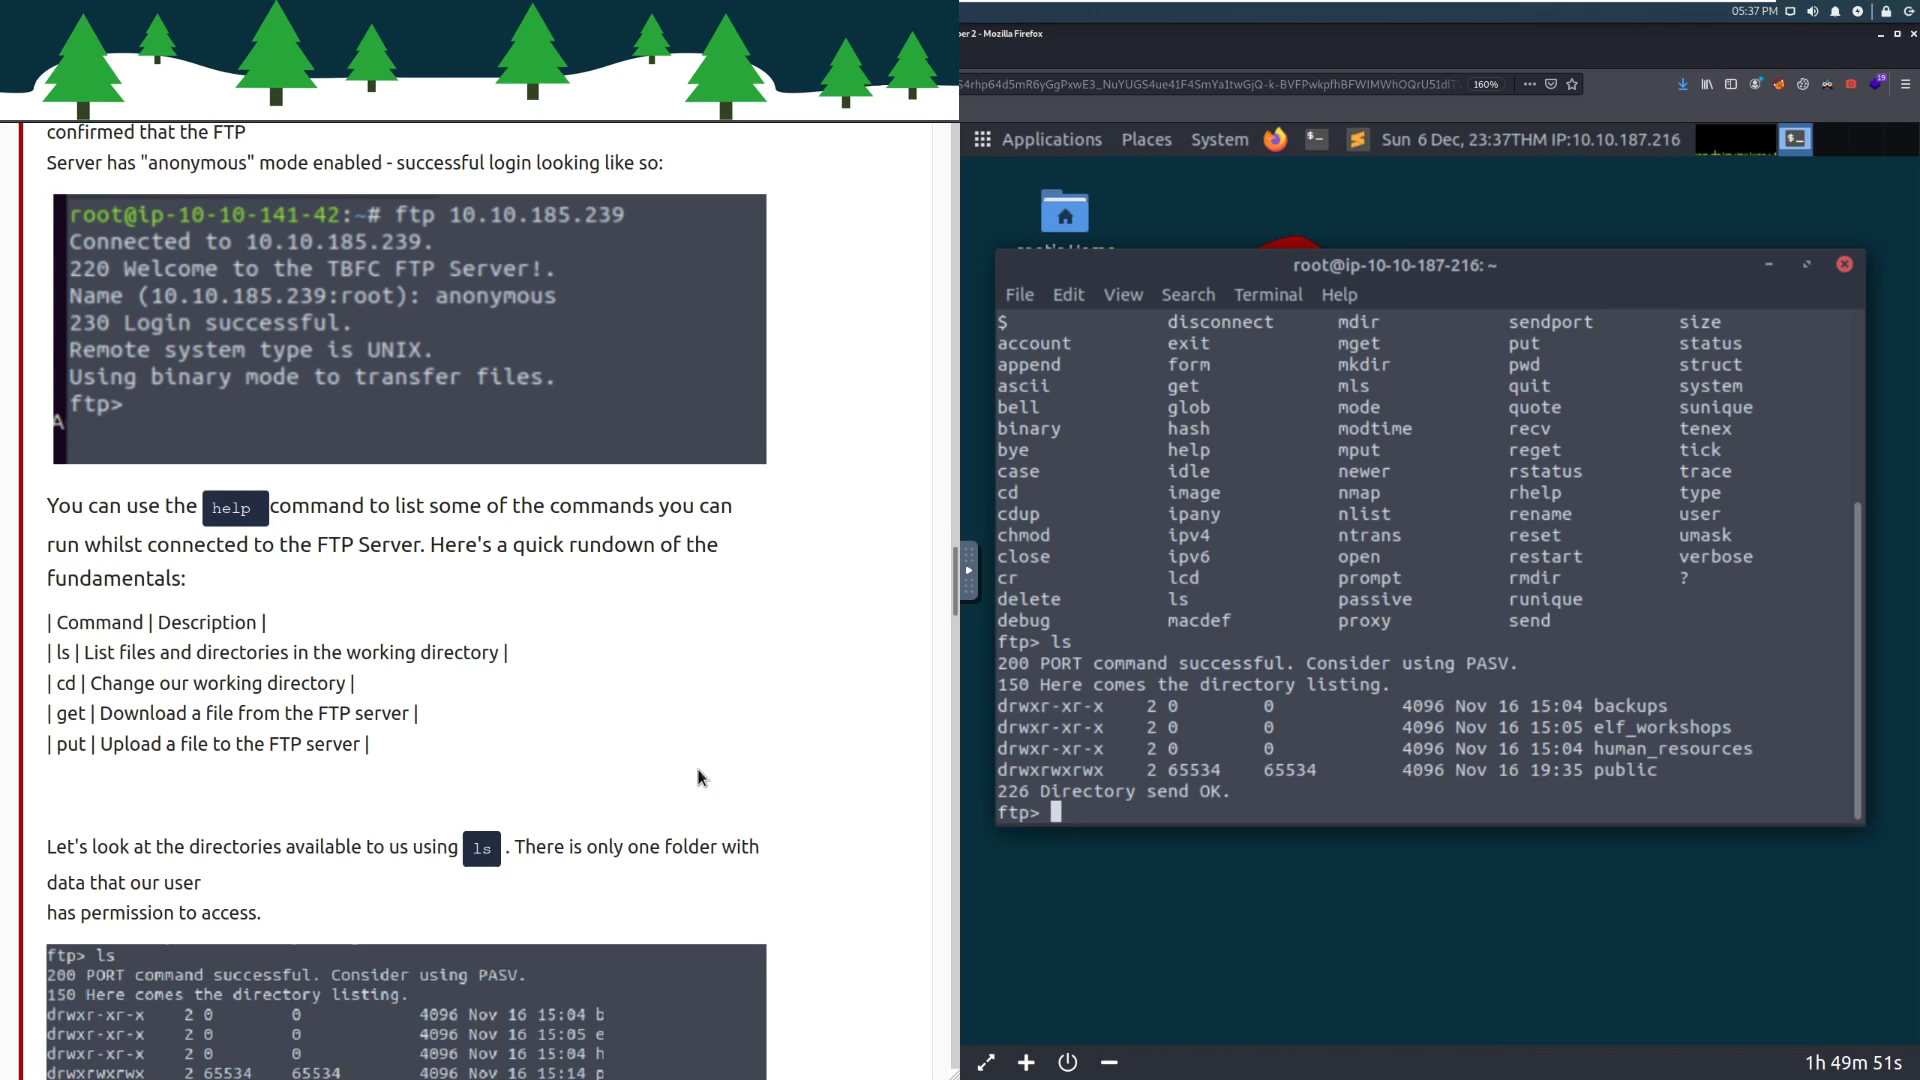 confirmed that the FTP
Server has "anonymous" mode enabled - successful login looking like so:
root@ip-10-10-141-42:~# ftp 10.10.185.239
Connected to 10.10.185.239.
220 Welcome to the TBFC FTP Server!.
Name (10.10.185.239:root): anonymous
230 Login successful.
Remote system type is UNIX.
Using binary mode to transfer files.
ftp>
A
You can use the help command to list some of the commands you can
run whilst connected to the FTP Server. Here's a quick rundown of the
fundamentals:
| Command | Description |
| ls | List files and directories in the working directory |
| cd | Change our working directory |
| get | Download a file from the FTP server |
| put | Upload a file to the FTP server |
Let's look at the directories available to us using ls . There is only one folder with
data that our user
has permission to access.
ftp> ls
200 PORT command successful. Consider using PASV.
150 Here comes the directory listing.
drwxr-xr-x 2 0 0 4096 Nov 16 15:04 b
drwxr-xr-x 2 0 0 4096 Nov 16 15:05 e
drwxr-xr-x 2 0 0 4096 Nov 16 15:04 h
drwxrwxrwx 2 65534 65534 4096 Nov 16 15:14 p
05:37 PM
per 2 - Mozilla Firefox
160%
19
Applications Places System Sun 6 Dec, 23:37 THM IP:10.10.187.216
root@ip-10-10-187-216: ~
File Edit View Search Terminal Help
$ disconnect mdir sendport size
account exit mget put status
append form mkdir pwd struct
ascii get mls quit system
bell glob mode quote sunique
binary hash modtime recv tenex
bye help mput reget tick
case idle newer rstatus trace
cd image nmap rhelp type
cdup ipany nlist rename user
chmod ipv4 ntrans reset umask
close ipv6 open restart verbose
cr lcd prompt rmdir ?
delete ls passive runique
debug macdef proxy send
ftp> ls
200 PORT command successful. Consider using PASV.
150 Here comes the directory listing.
drwxr-xr-x 2 0 0 4096 Nov 16 15:04 backups
drwxr-xr-x 2 0 0 4096 Nov 16 15:05 elf_workshops
drwxr-xr-x 2 0 0 4096 Nov 16 15:04 human_resources
drwxrwxrwx 2 65534 65534 4096 Nov 16 19:35 public
226 Directory send OK.
ftp>
1h 49m 51s